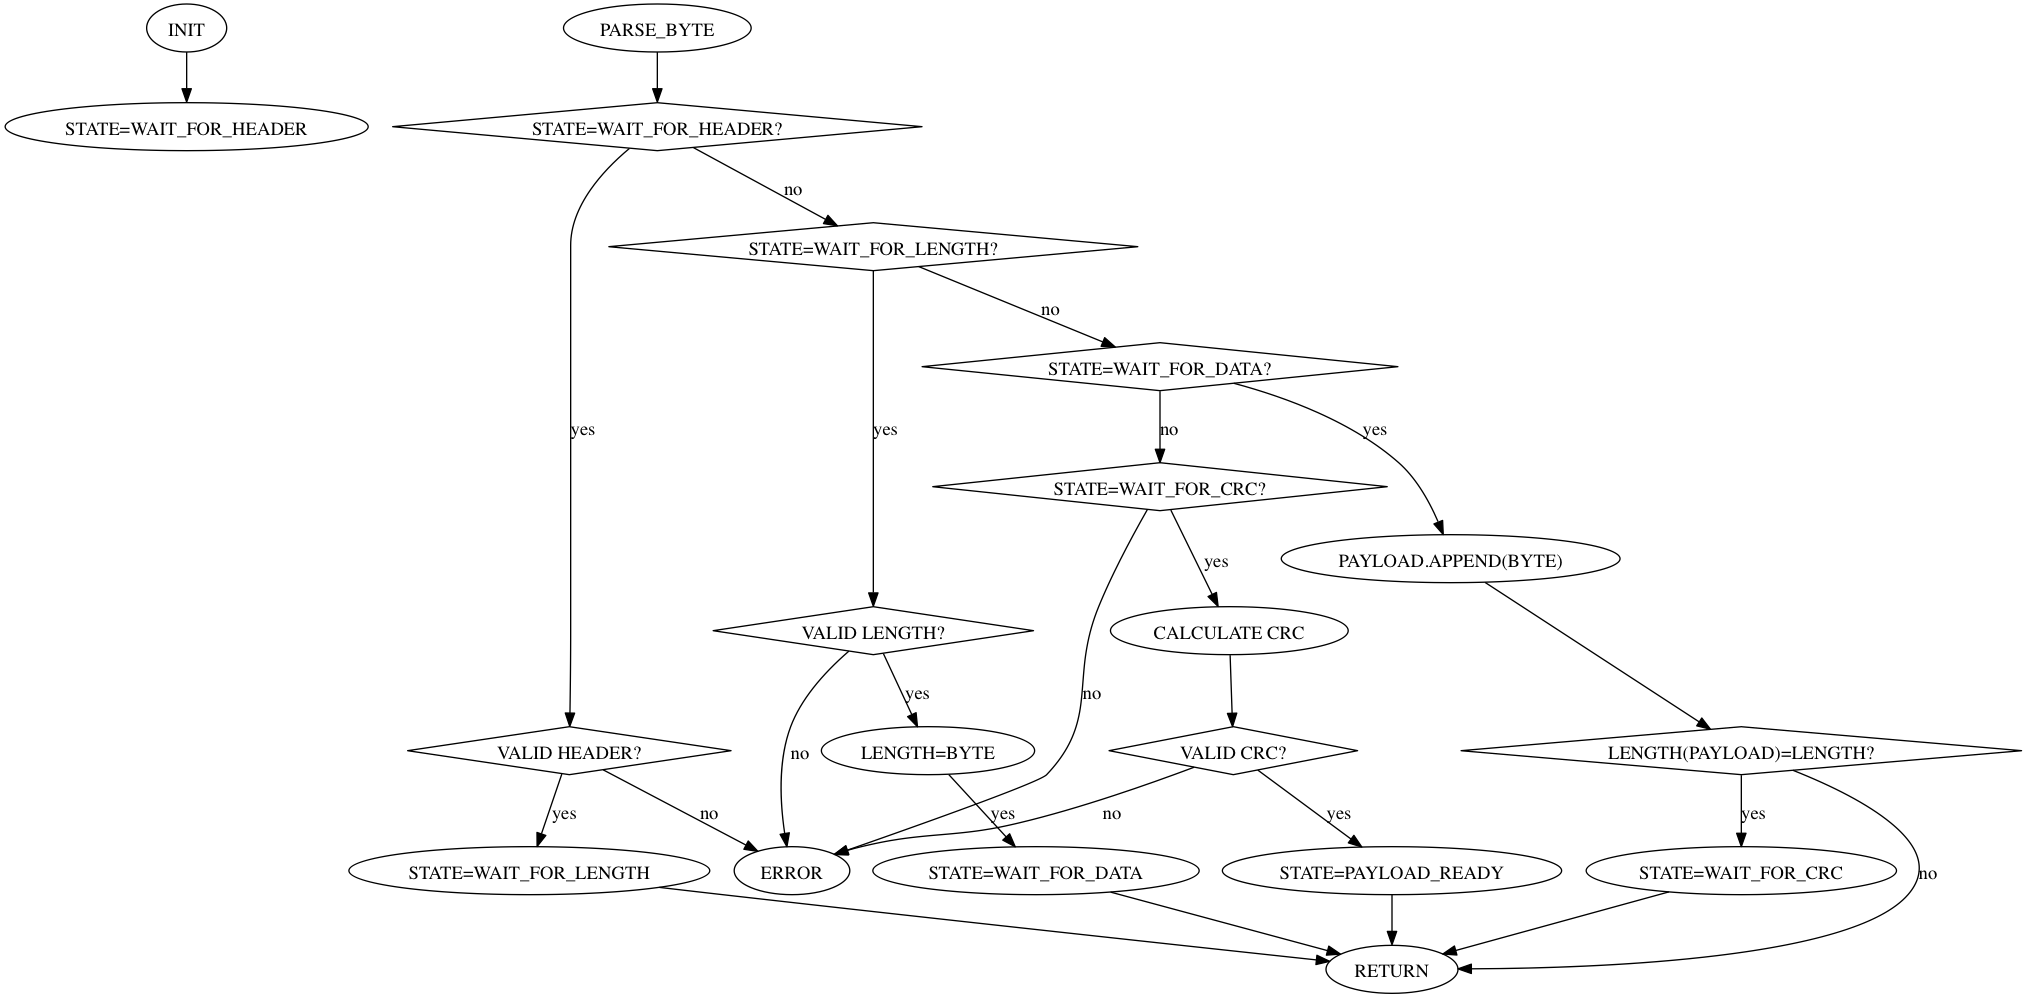 INIT
PARSE_BYTE
STATE=WAIT_FOR_HEADER
STATE=WAIT_FOR_HEADER?
no
STATE=WAIT_FOR_LENGTH?
no
STATE=WAIT_FOR_DATA?
yes
yes
no
yes
STATE=WAIT_FOR_CRC?
yes
PAYLOAD.APPEND(BYTE)
VALID LENGTH?
CALCULATE CRC
yes
no
VALID HEADER?
no
LENGTH=BYTE
VALID CRC?
LENGTH(PAYLOAD)=LENGTH?
yes
no
yes
no
yes
yes
STATE=WAIT_FOR_LENGTH
ERROR
STATE=WAIT_FOR_DATA
STATE=PAYLOAD_READY
STATE=WAIT_FOR_CRC
no
RETURN